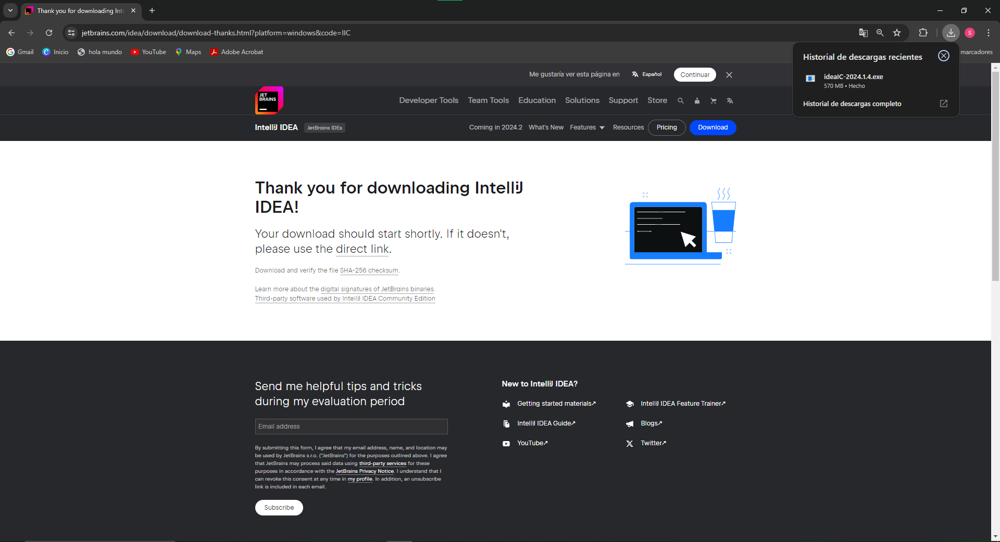 Thank you for downloading Inte
jetbrains.com/idea/download/download-thanks.html?platform=windows&code=IIC
S
Gmail
Inicio
hola mundo
YouTube
Maps
Adobe Acrobat
marcadores
Historial de descargas recientes
ideaIC-2024.1.4.exe
570 MB • Hecho
Historial de descargas completo
Me gustaría ver esta página en
Español
Continuar
JET
BRAINS
Developer Tools
Team Tools
Education
Solutions
Support
Store
IntelliJ IDEA
JetBrains IDEs
Coming in 2024.2
What's New
Features
Resources
Pricing
Download
Thank you for downloading IntelliJ
IDEA!
Your download should start shortly. If it doesn't,
please use the direct link.
Download and verify the file SHA-256 checksum.
Learn more about the digital signatures of JetBrains binaries.
Third-party software used by IntelliJ IDEA Community Edition
Send me helpful tips and tricks
during my evaluation period
Email address
By submitting this form, I agree that my email address, name, and location may
be used by JetBrains s.r.o. ("JetBrains") for the purposes outlined above. I agree
that JetBrains may process said data using third-party services for these
purposes in accordance with the JetBrains Privacy Notice. I understand that I
can revoke this consent at any time in my profile. In addition, an unsubscribe
link is included in each email.
Subscribe
New to IntelliJ IDEA?
Getting started materials↗
IntelliJ IDEA Feature Trainer↗
IntelliJ IDEA Guide↗
Blogs↗
YouTube↗
Twitter↗